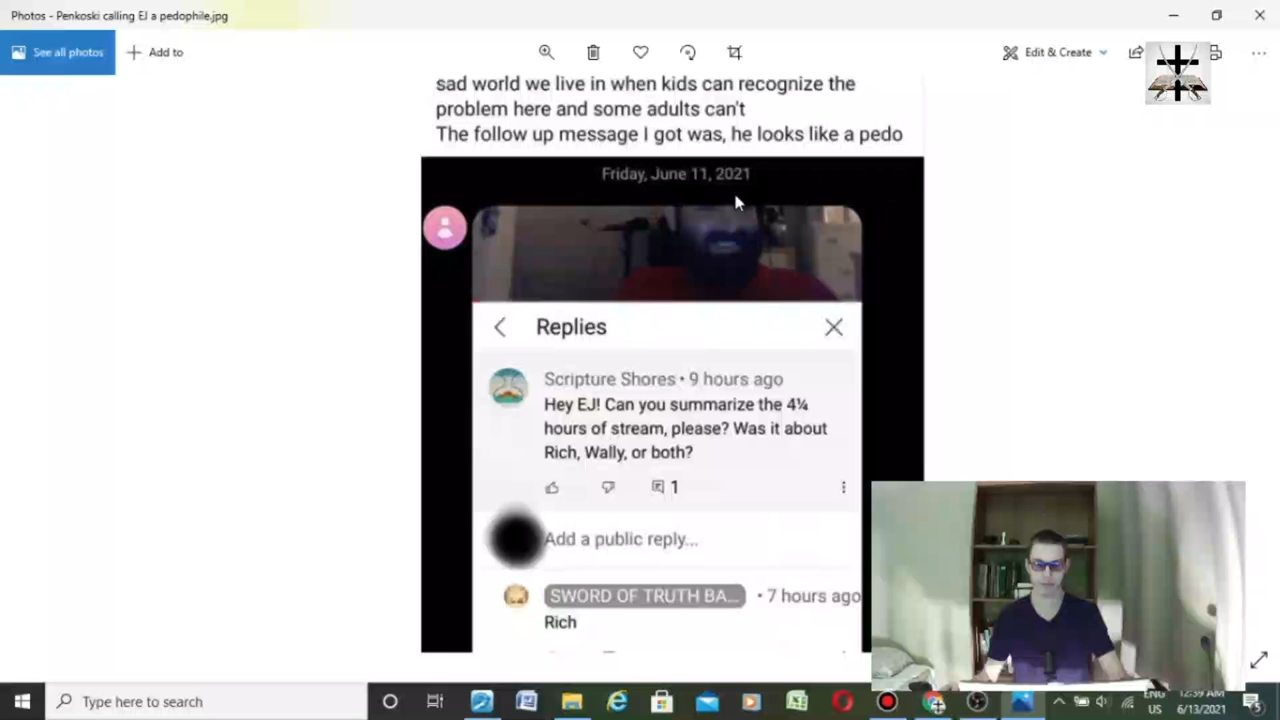 Photos - Penkoski calling EJ a pedophile.jpg
See all photos
Add to
Edit & Create
sad world we live in when kids can recognize the
problem here and some adults can't
The follow up message I got was, he looks like a pedo
Friday, June 11, 2021
Replies
Scripture Shores • 9 hours ago
Hey EJ! Can you summarize the 4¼
hours of stream, please? Was it about
Rich, Wally, or both?
1
Add a public reply...
SWORD OF TRUTH BA... • 7 hours ago
Rich
Type here to search
ENG
US
12:39 AM
6/13/2021
5